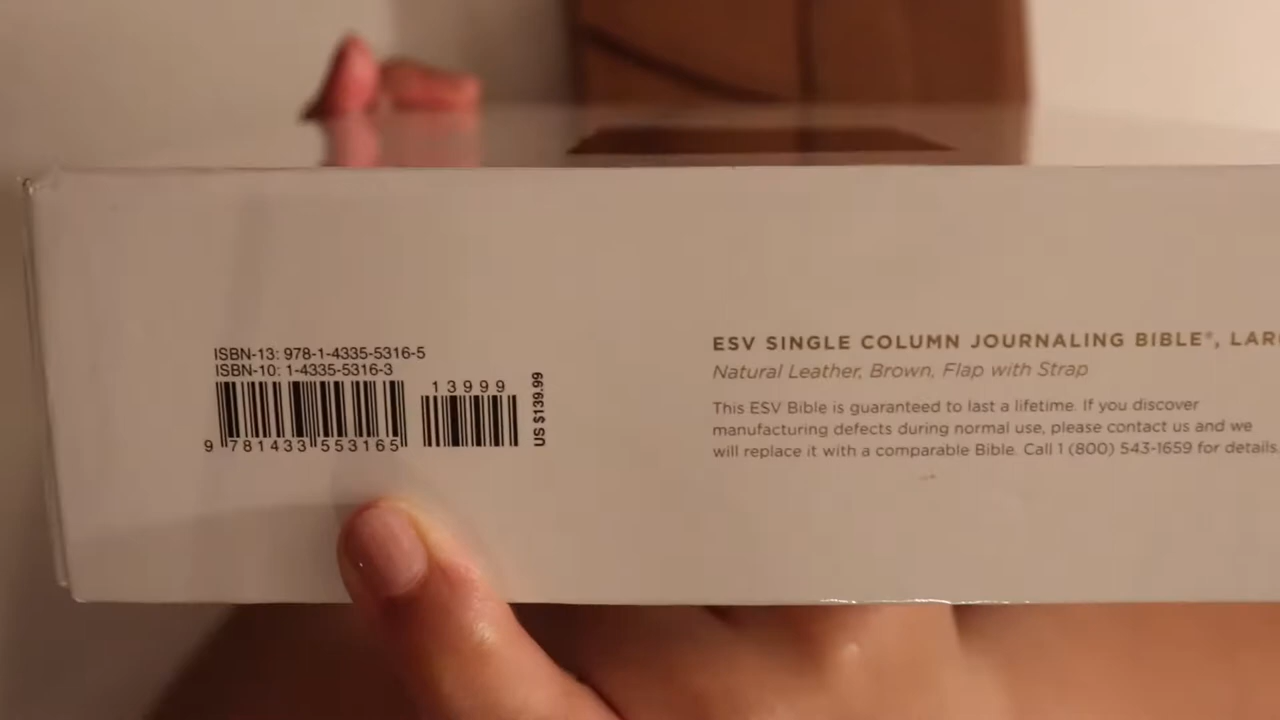 ISBN-13: 978-1-4335-5316-5
ISBN-10: 1-4335-5316-3
13999
9 781433 553165
US $139.99
ESV SINGLE COLUMN JOURNALING BIBLE®,
Natural Leather, Brown, Flap with Strap
This ESV Bible is guaranteed to last a lifetime. If you discover
manufacturing defects during normal use, please contact us and we
will replace it with a comparable Bible. Call 1 (800) 543-1659 for details.